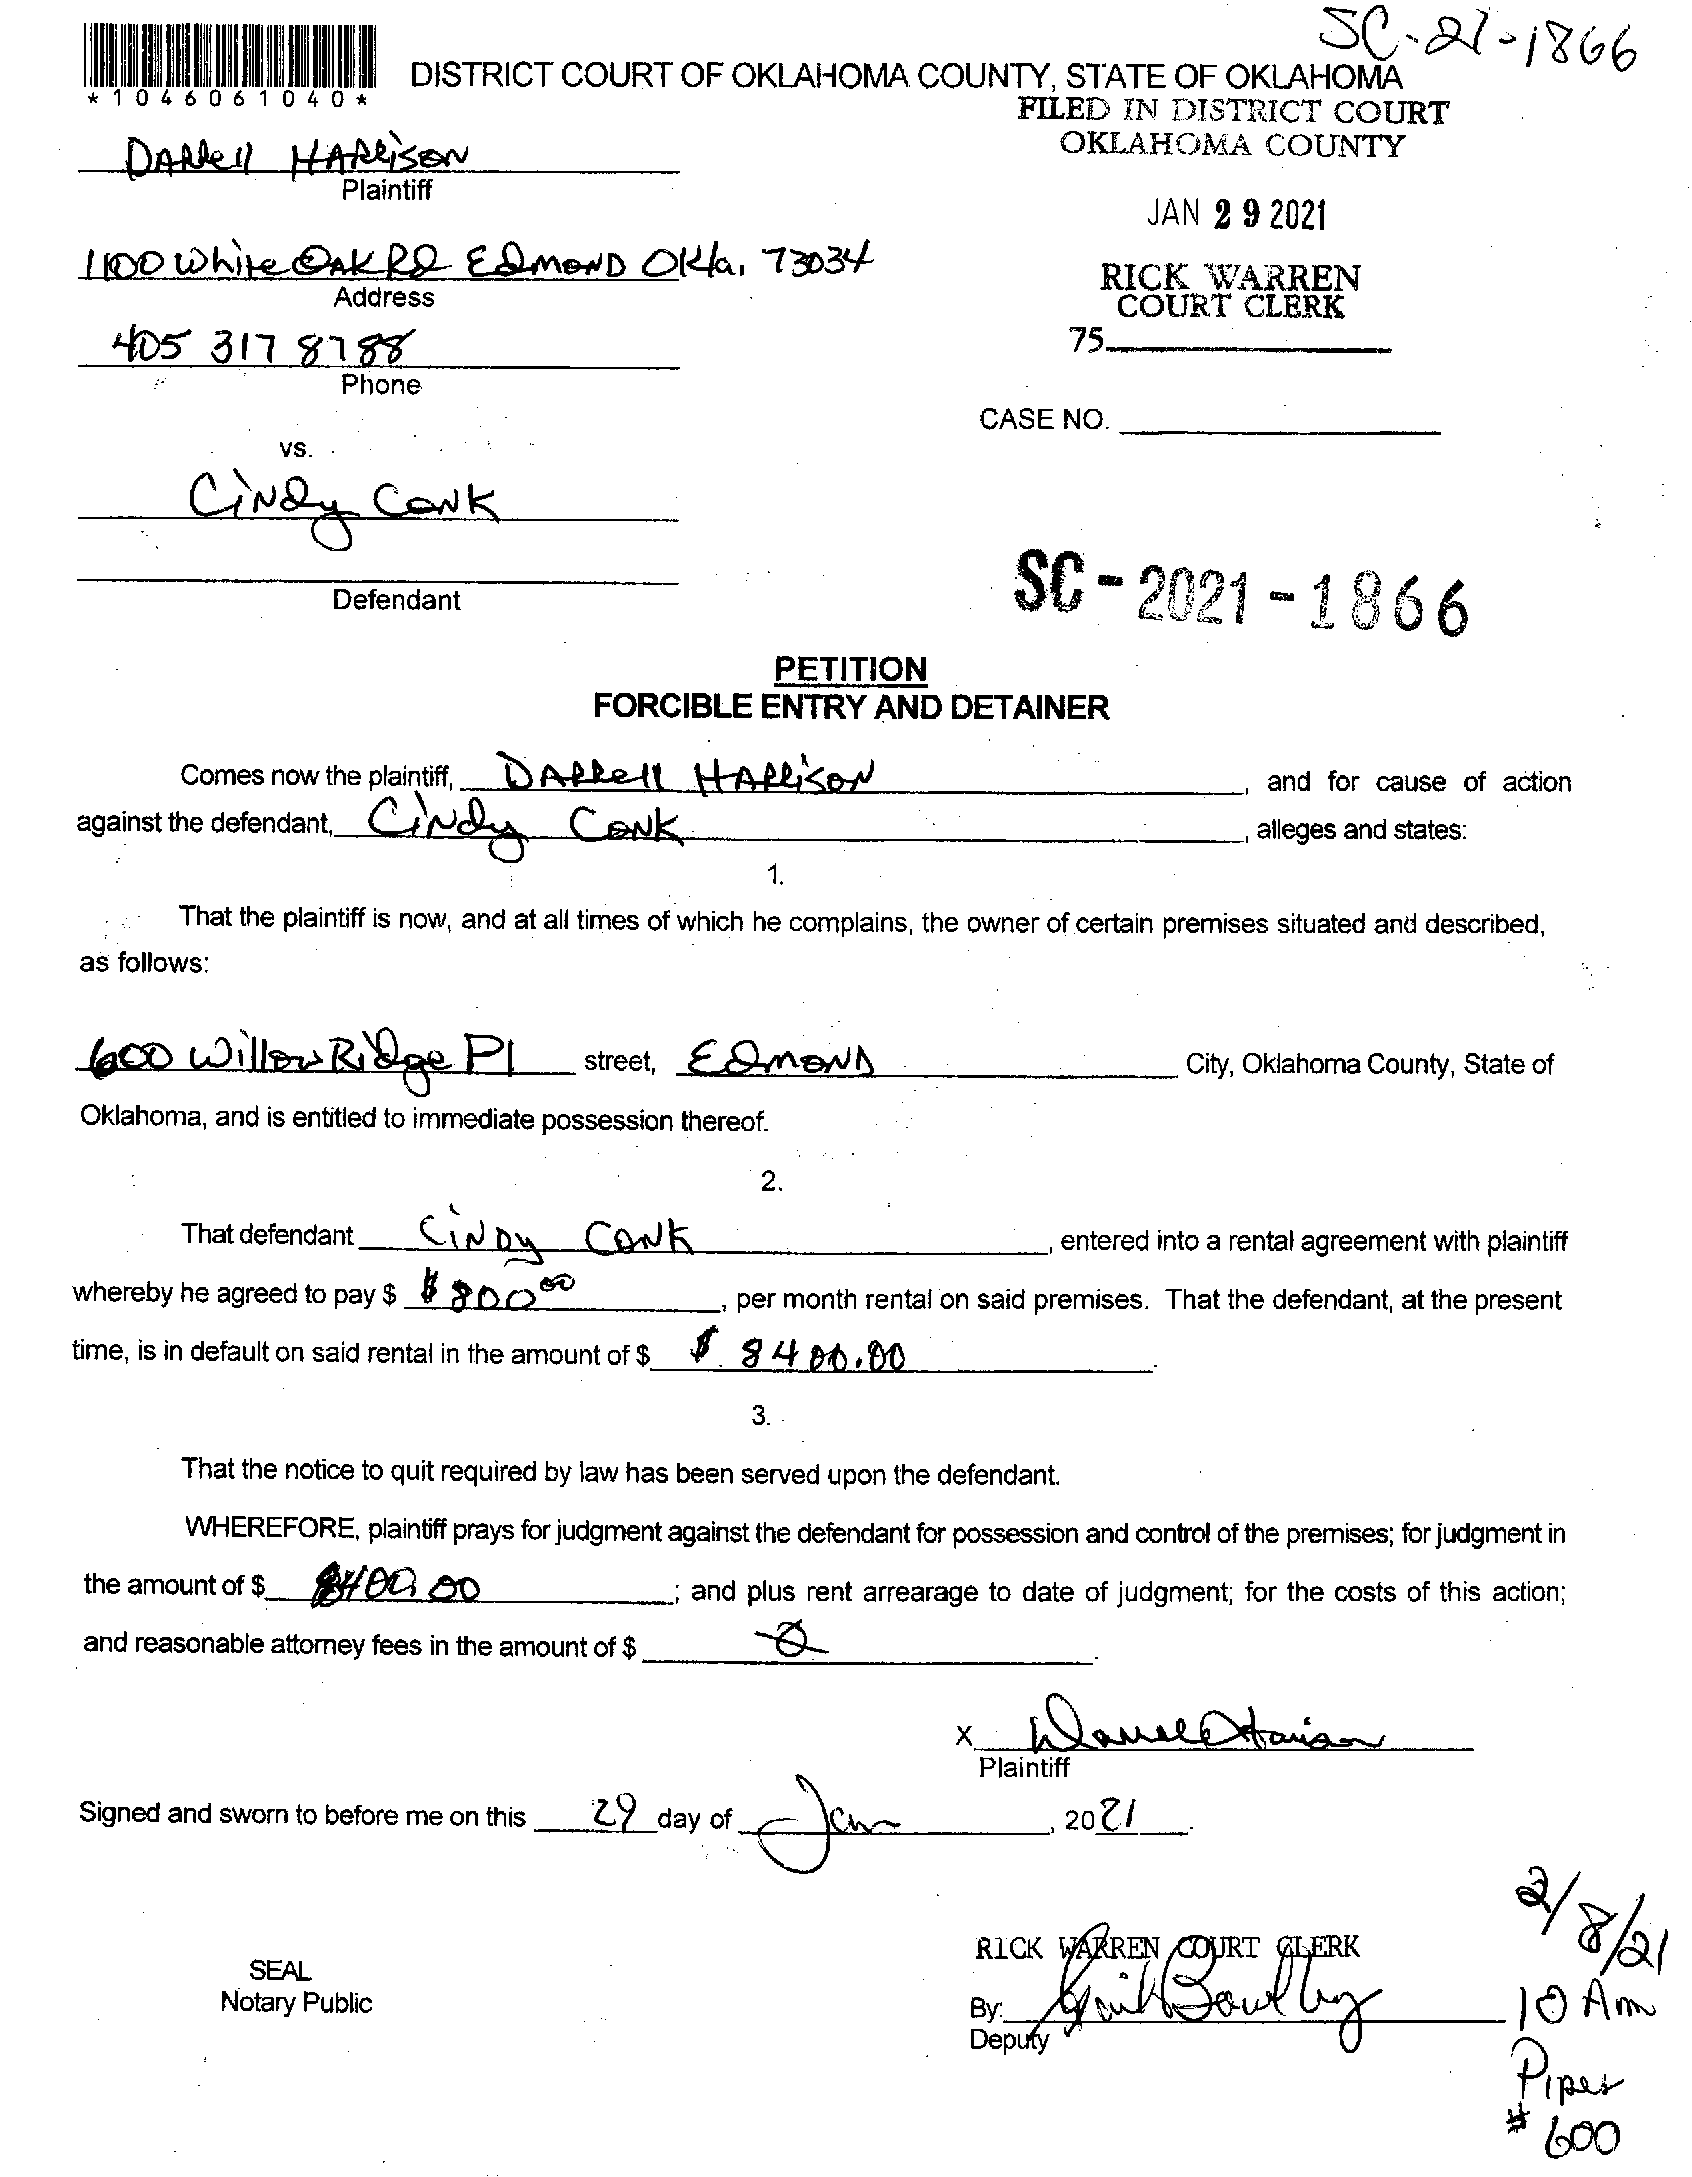 SC-21-1866
*1046061040*
DISTRICT COURT OF OKLAHOMA COUNTY, STATE OF OKLAHOMA
FILED IN DISTRICT COURT
OKLAHOMA COUNTY
DARRell HARRiSON
Plaintiff
JAN 29 2021
1100 White OAK RD EDMOND Okla, 73034
Address
RICK WARREN
COURT CLERK
405 317 8788
Phone
75
CASE NO.
vs.
CiNDy CONK
Defendant
SC-2021-1866
PETITION
FORCIBLE ENTRY AND DETAINER
Comes now the plaintiff, DARRell HARRiSON, and for cause of action
against the defendant, CiNdy CONK, alleges and states:
1.
That the plaintiff is now, and at all times of which he complains, the owner of certain premises situated and described,
as follows:
600 Willow Ridge Pl street, EDMOND City, Oklahoma County, State of
Oklahoma, and is entitled to immediate possession thereof.
2.
That defendant CiNDy CONK, entered into a rental agreement with plaintiff
whereby he agreed to pay $ $800.00, per month rental on said premises. That the defendant, at the present
time, is in default on said rental in the amount of $ $ 8400.00.
3.
That the notice to quit required by law has been served upon the defendant.
WHEREFORE, plaintiff prays for judgment against the defendant for possession and control of the premises; for judgment in
the amount of $ 8400.00; and plus rent arrearage to date of judgment; for the costs of this action;
and reasonable attorney fees in the amount of $ 0.
X Darrell Harrison
Plaintiff
Signed and sworn to before me on this 29 day of Jan, 2021.
2/8/21
10 Am
Piper
# 600
RICK WARREN COURT CLERK
SEAL
Notary Public
By:
Deputy